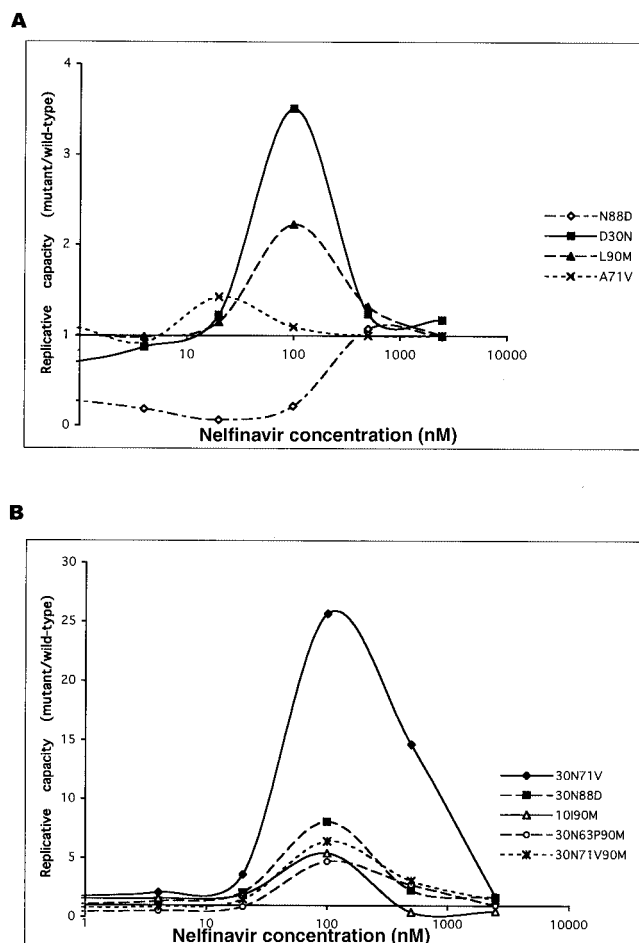 A
Replicative capacity (mutant/wild-type)
4
3
2
1
0
10
100
1000
10000
Nelfinavir concentration (nM)
N88D
D30N
L90M
A71V
B
Replicative capacity (mutant/wild-type)
30
25
20
15
10
5
0
1
10
100
1000
10000
Nelfinavir concentration (nM)
30N71V
30N88D
10I90M
30N63P90M
30N71V90M